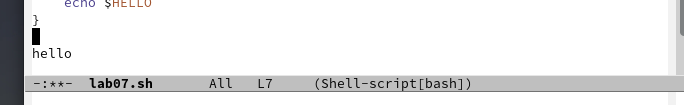 echo $HELLO
}
hello
-:**-  lab07.sh       All   L7     (Shell-script[bash])